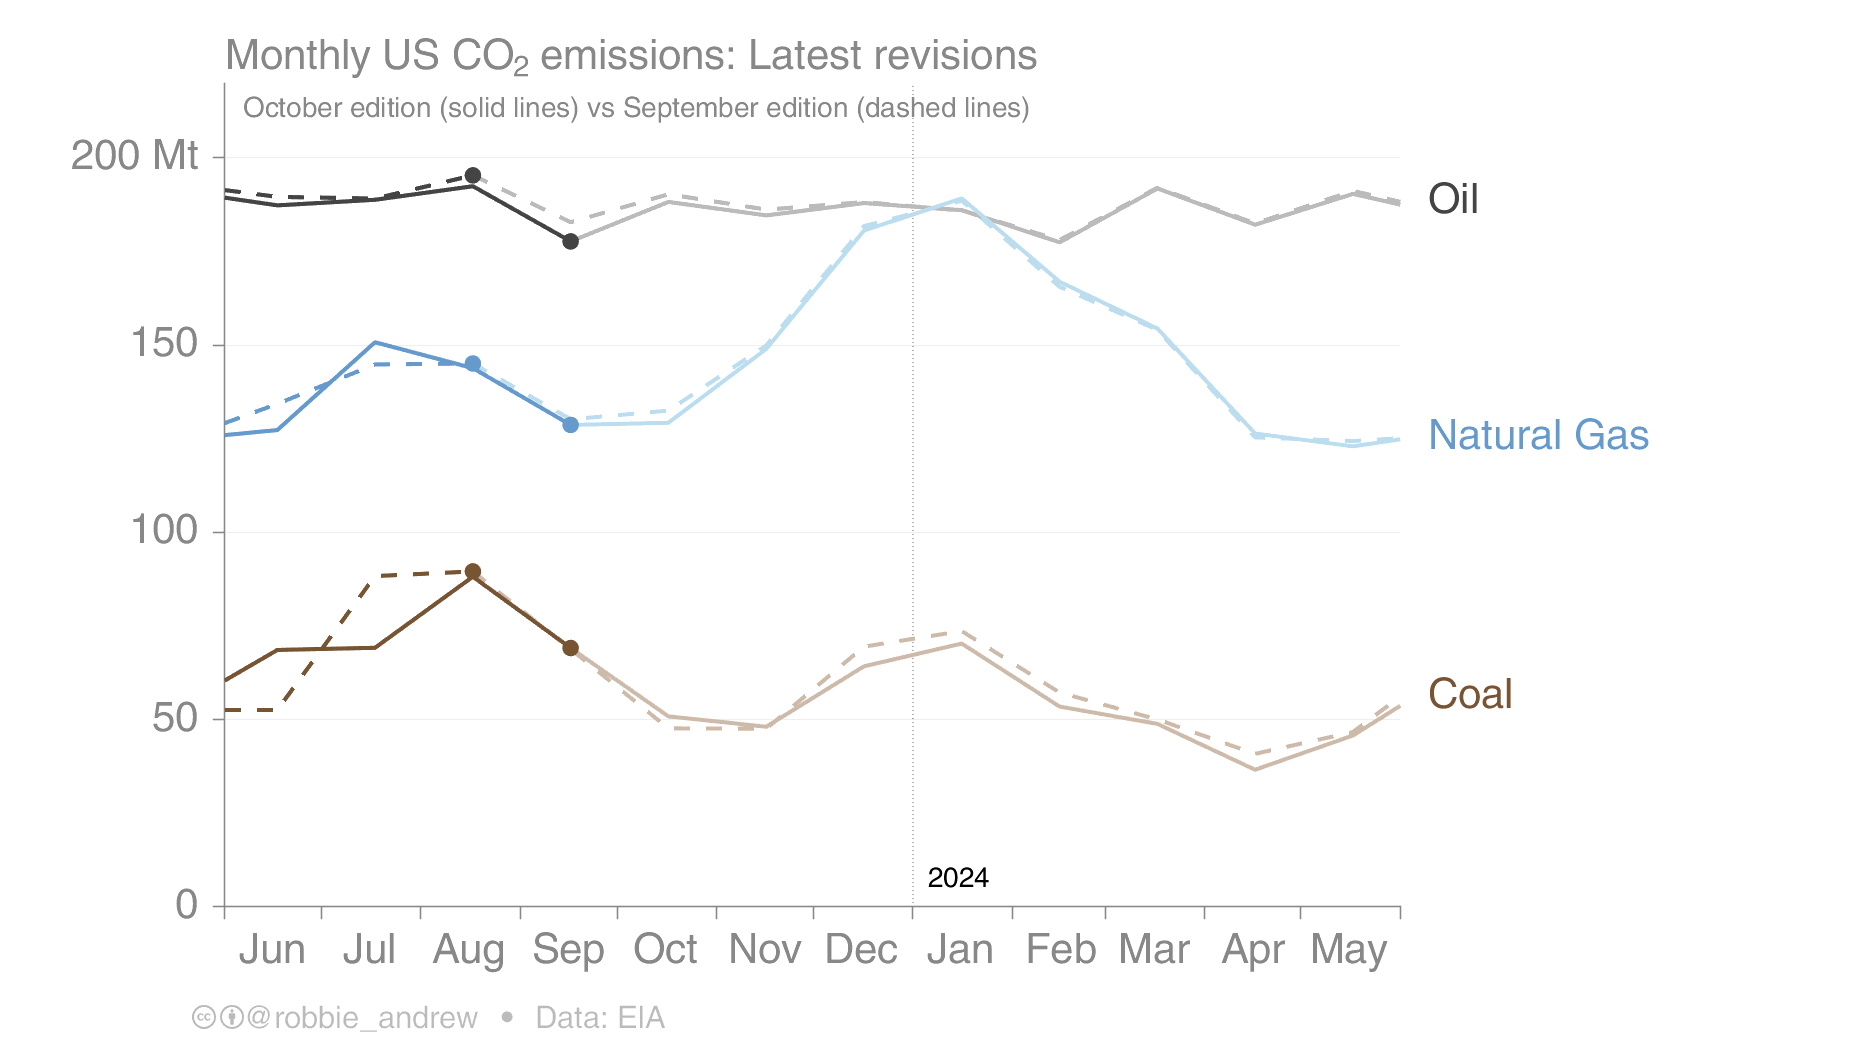 Monthly US CO₂ emissions: Latest revisions
October edition (solid lines) vs September edition (dashed lines)
200 Mt
Oil
150
Natural Gas
100
Coal
50
2024
0
Jun Jul Aug Sep Oct Nov Dec Jan Feb Mar Apr May
cc @robbie_andrew • Data: EIA